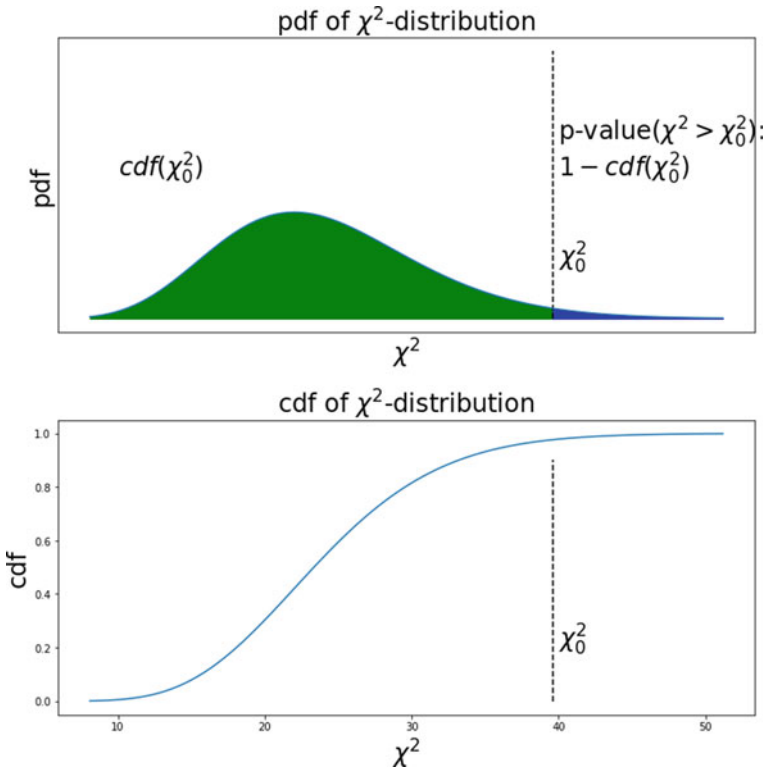 pdf of χ²-distribution
pdf
cdf(χ₀²)
p-value(χ² > χ₀²):
1 − cdf(χ₀²)
χ₀²
χ²
cdf of χ²-distribution
cdf
1.0
0.8
0.6
0.4
0.2
0.0
χ₀²
10 20 30 40 50
χ²